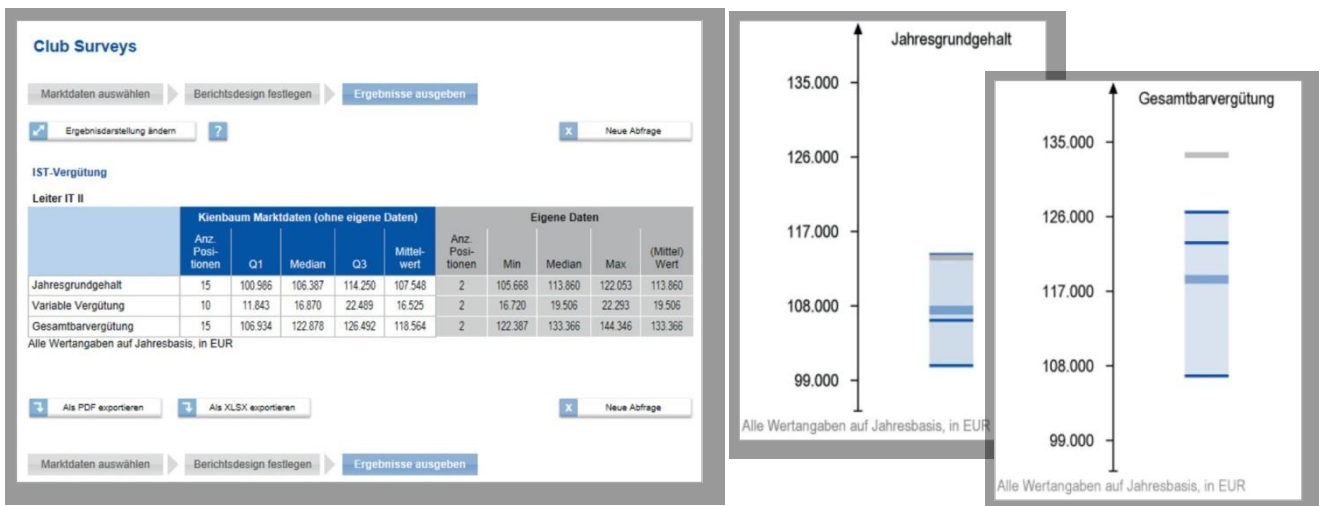 Club Surveys
Marktdaten auswählen Berichtsdesign festlegen Ergebnisse ausgeben
Ergebnisdarstellung ändern ? X Neue Abfrage
IST-Vergütung
Leiter IT II
Kienbaum Marktdaten (ohne eigene Daten) Eigene Daten
Anz. Posi-tionen Q1 Median Q3 Mittel-wert Anz. Posi-tionen Min Median Max (Mittel) Wert
Jahresgrundgehalt 15 100.986 106.387 114.250 107.548 2 105.668 113.860 122.053 113.860
Variable Vergütung 10 11.843 16.870 22.489 16.525 2 16.720 19.506 22.293 19.506
Gesamtbarvergütung 15 106.934 122.878 126.492 118.564 2 122.387 133.366 144.346 133.366
Alle Wertangaben auf Jahresbasis, in EUR
Als PDF exportieren Als XLSX exportieren X Neue Abfrage
Marktdaten auswählen Berichtsdesign festlegen Ergebnisse ausgeben
Jahresgrundgehalt
135.000
126.000
117.000
108.000
99.000
Alle Wertangaben auf Jahresbasis, in EUR
Gesamtbarvergütung
135.000
126.000
117.000
108.000
99.000
Alle Wertangaben auf Jahresbasis, in EUR